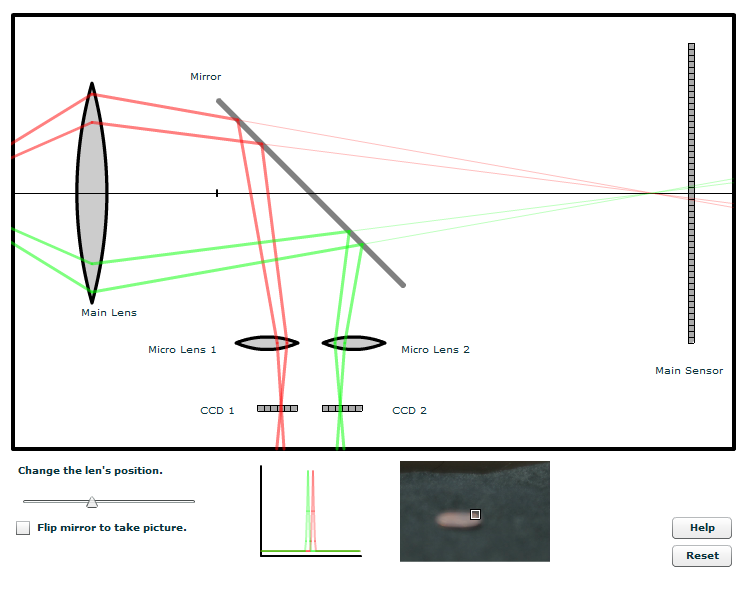 Mirror
Main Lens
Micro Lens 1
Micro Lens 2
Main Sensor
CCD 1
CCD 2
Change the len's position.
Flip mirror to take picture.
Help
Reset